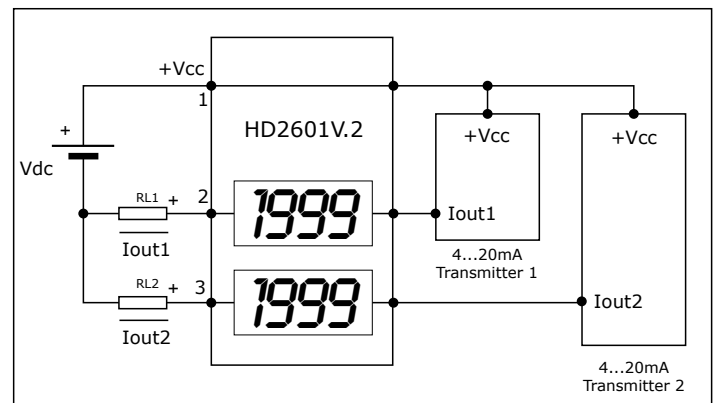 +Vcc
1
HD2601V.2
+Vcc
+Vcc
+
Vdc
RL1
+
2
1999
Iout1
Iout1
4...20mA
Transmitter 1
RL2
+
3
1999
Iout2
Iout2
4...20mA
Transmitter 2